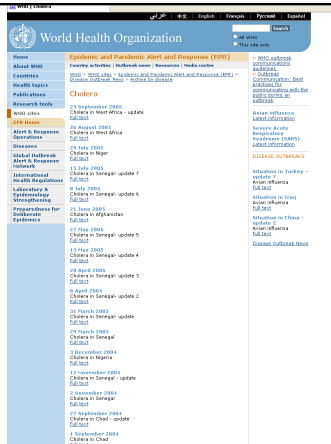 WHO | Cholera
عربي | 中文 | English | Français | Русский | Español
World Health Organization
Search
All WHO
This site only
Home
About WHO
Countries
Health topics
Publications
Research tools
WHO sites
EPR Home
Alert & Response
Operations
Diseases
Global Outbreak
Alert & Response
Network
International
Health Regulations
Laboratory &
Epidemiology
Strengthening
Preparedness for
Deliberate
Epidemics
Epidemic and Pandemic Alert and Response (EPR)
Country activities | Outbreak news | Resources | Media centre
WHO > WHO sites > Epidemic and Pandemic Alert and Response (EPR) >
Disease Outbreak News > Archive by disease
Cholera
23 September 2005
Cholera in West Africa - update
Full text
26 August 2005
Cholera in West Africa
Full text
29 July 2005
Cholera in Niger
Full text
15 July 2005
Cholera in Senegal- update 7
Full text
8 July 2005
Cholera in Senegal- update 6
Full text
21 June 2005
Cholera in Afghanistan
Full text
27 May 2005
Cholera in Senegal- update 5
Full text
13 May 2005
Cholera in Senegal- update 4
Full text
28 April 2005
Cholera in Senegal- update 3
Full text
8 April 2005
Cholera in Senegal- update 2
Full text
31 March 2005
Cholera in Senegal- update
Full text
29 March 2005
Cholera in Senegal
Full text
3 December 2004
Cholera in Nigeria
Full text
12 November 2004
Cholera in Senegal - update
Full text
2 November 2004
Cholera in Senegal
Full text
27 September 2004
Cholera in Chad - update
Full text
1 September 2004
Cholera in Chad
WHO outbreak
communications
guidelines
- Outbreak
Communication: Best
practices for
communicating with the
public during an
outbreak
Avian influenza
Latest information
Severe Acute
Respiratory
Syndrome (SARS)
Latest information
DISEASE OUTBREAKS
Situation in Turkey -
update 7
Avian influenza
Full text
Situation in Iraq
Avian influenza
Full text
Situation in China -
update 2
Avian influenza
Full text
Disease Outbreak News